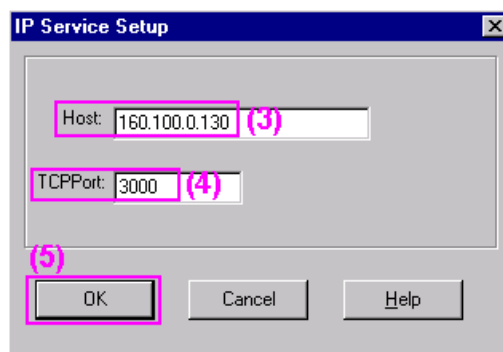 IP Service Setup
Host: 160.100.0.130 (3)
TCPPort: 3000 (4)
(5)
OK Cancel Help